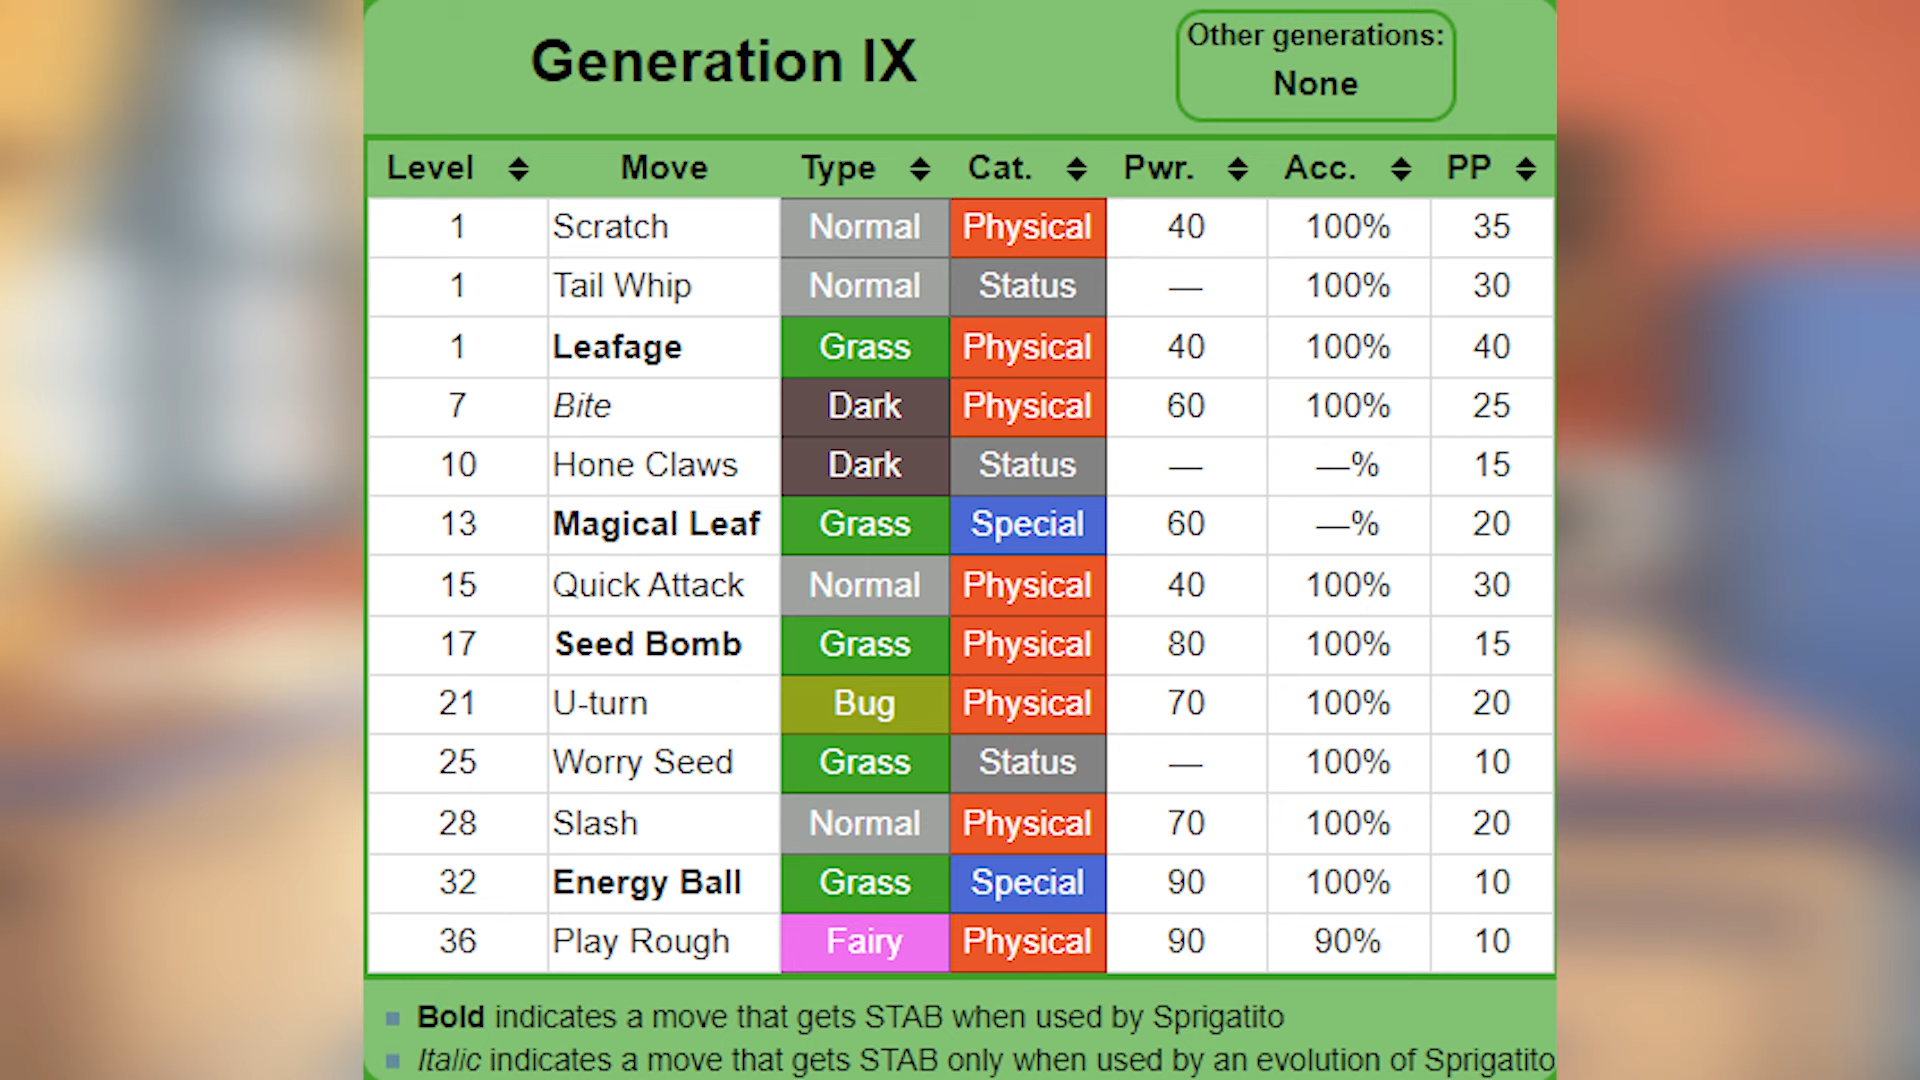 Generation IX
Other generations:
None
Level Move Type Cat. Pwr. Acc. PP
1 Scratch Normal Physical 40 100% 35
1 Tail Whip Normal Status — 100% 30
1 Leafage Grass Physical 40 100% 40
7 Bite Dark Physical 60 100% 25
10 Hone Claws Dark Status — —% 15
13 Magical Leaf Grass Special 60 —% 20
15 Quick Attack Normal Physical 40 100% 30
17 Seed Bomb Grass Physical 80 100% 15
21 U-turn Bug Physical 70 100% 20
25 Worry Seed Grass Status — 100% 10
28 Slash Normal Physical 70 100% 20
32 Energy Ball Grass Special 90 100% 10
36 Play Rough Fairy Physical 90 90% 10
Bold indicates a move that gets STAB when used by Sprigatito
Italic indicates a move that gets STAB only when used by an evolution of Sprigatito